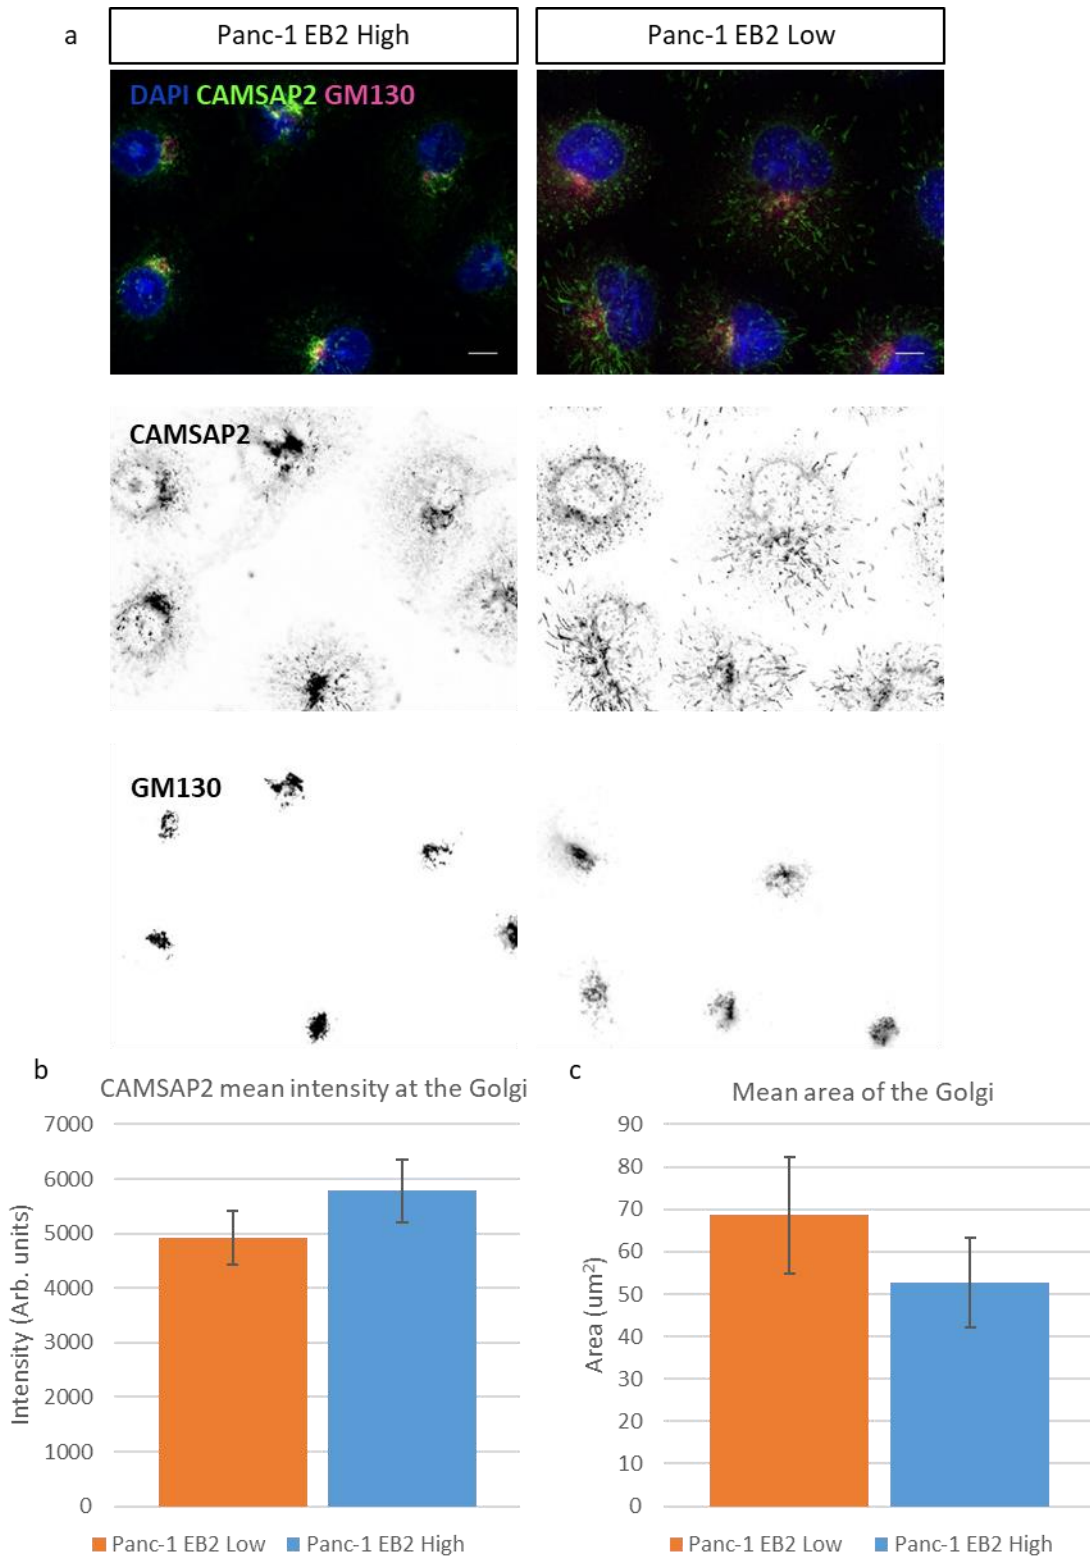 a
Panc-1 EB2 High
Panc-1 EB2 Low
DAPI CAMSAP2 GM130
CAMSAP2
GM130
b
CAMSAP2 mean intensity at the Golgi
7000
6000
5000
4000
3000
2000
1000
0
Intensity (Arb. units)
Panc-1 EB2 Low
Panc-1 EB2 High
c
Mean area of the Golgi
90
80
70
60
50
40
30
20
10
0
Area (um²)
Panc-1 EB2 Low
Panc-1 EB2 High